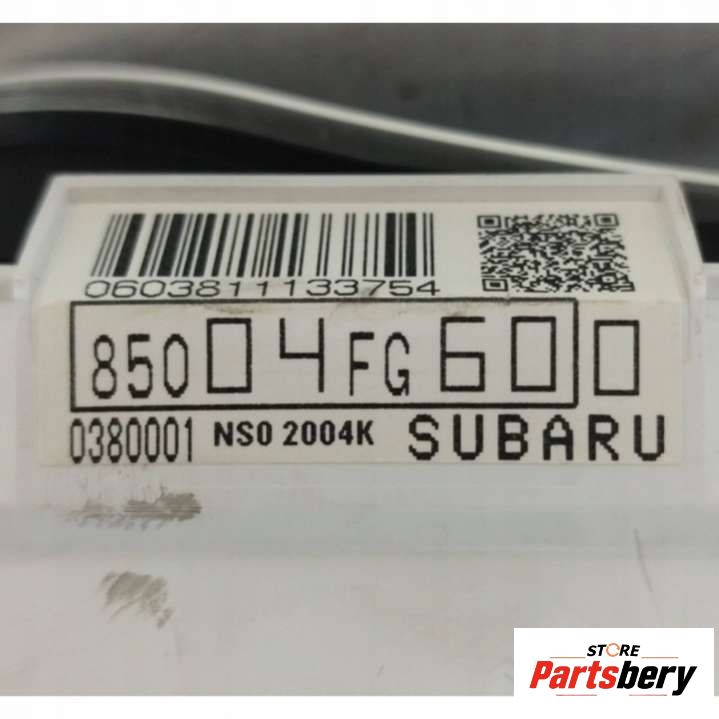 0603811133754
85004FG600
0380001 NS0 2004K SUBARU
STORE
Partsbery